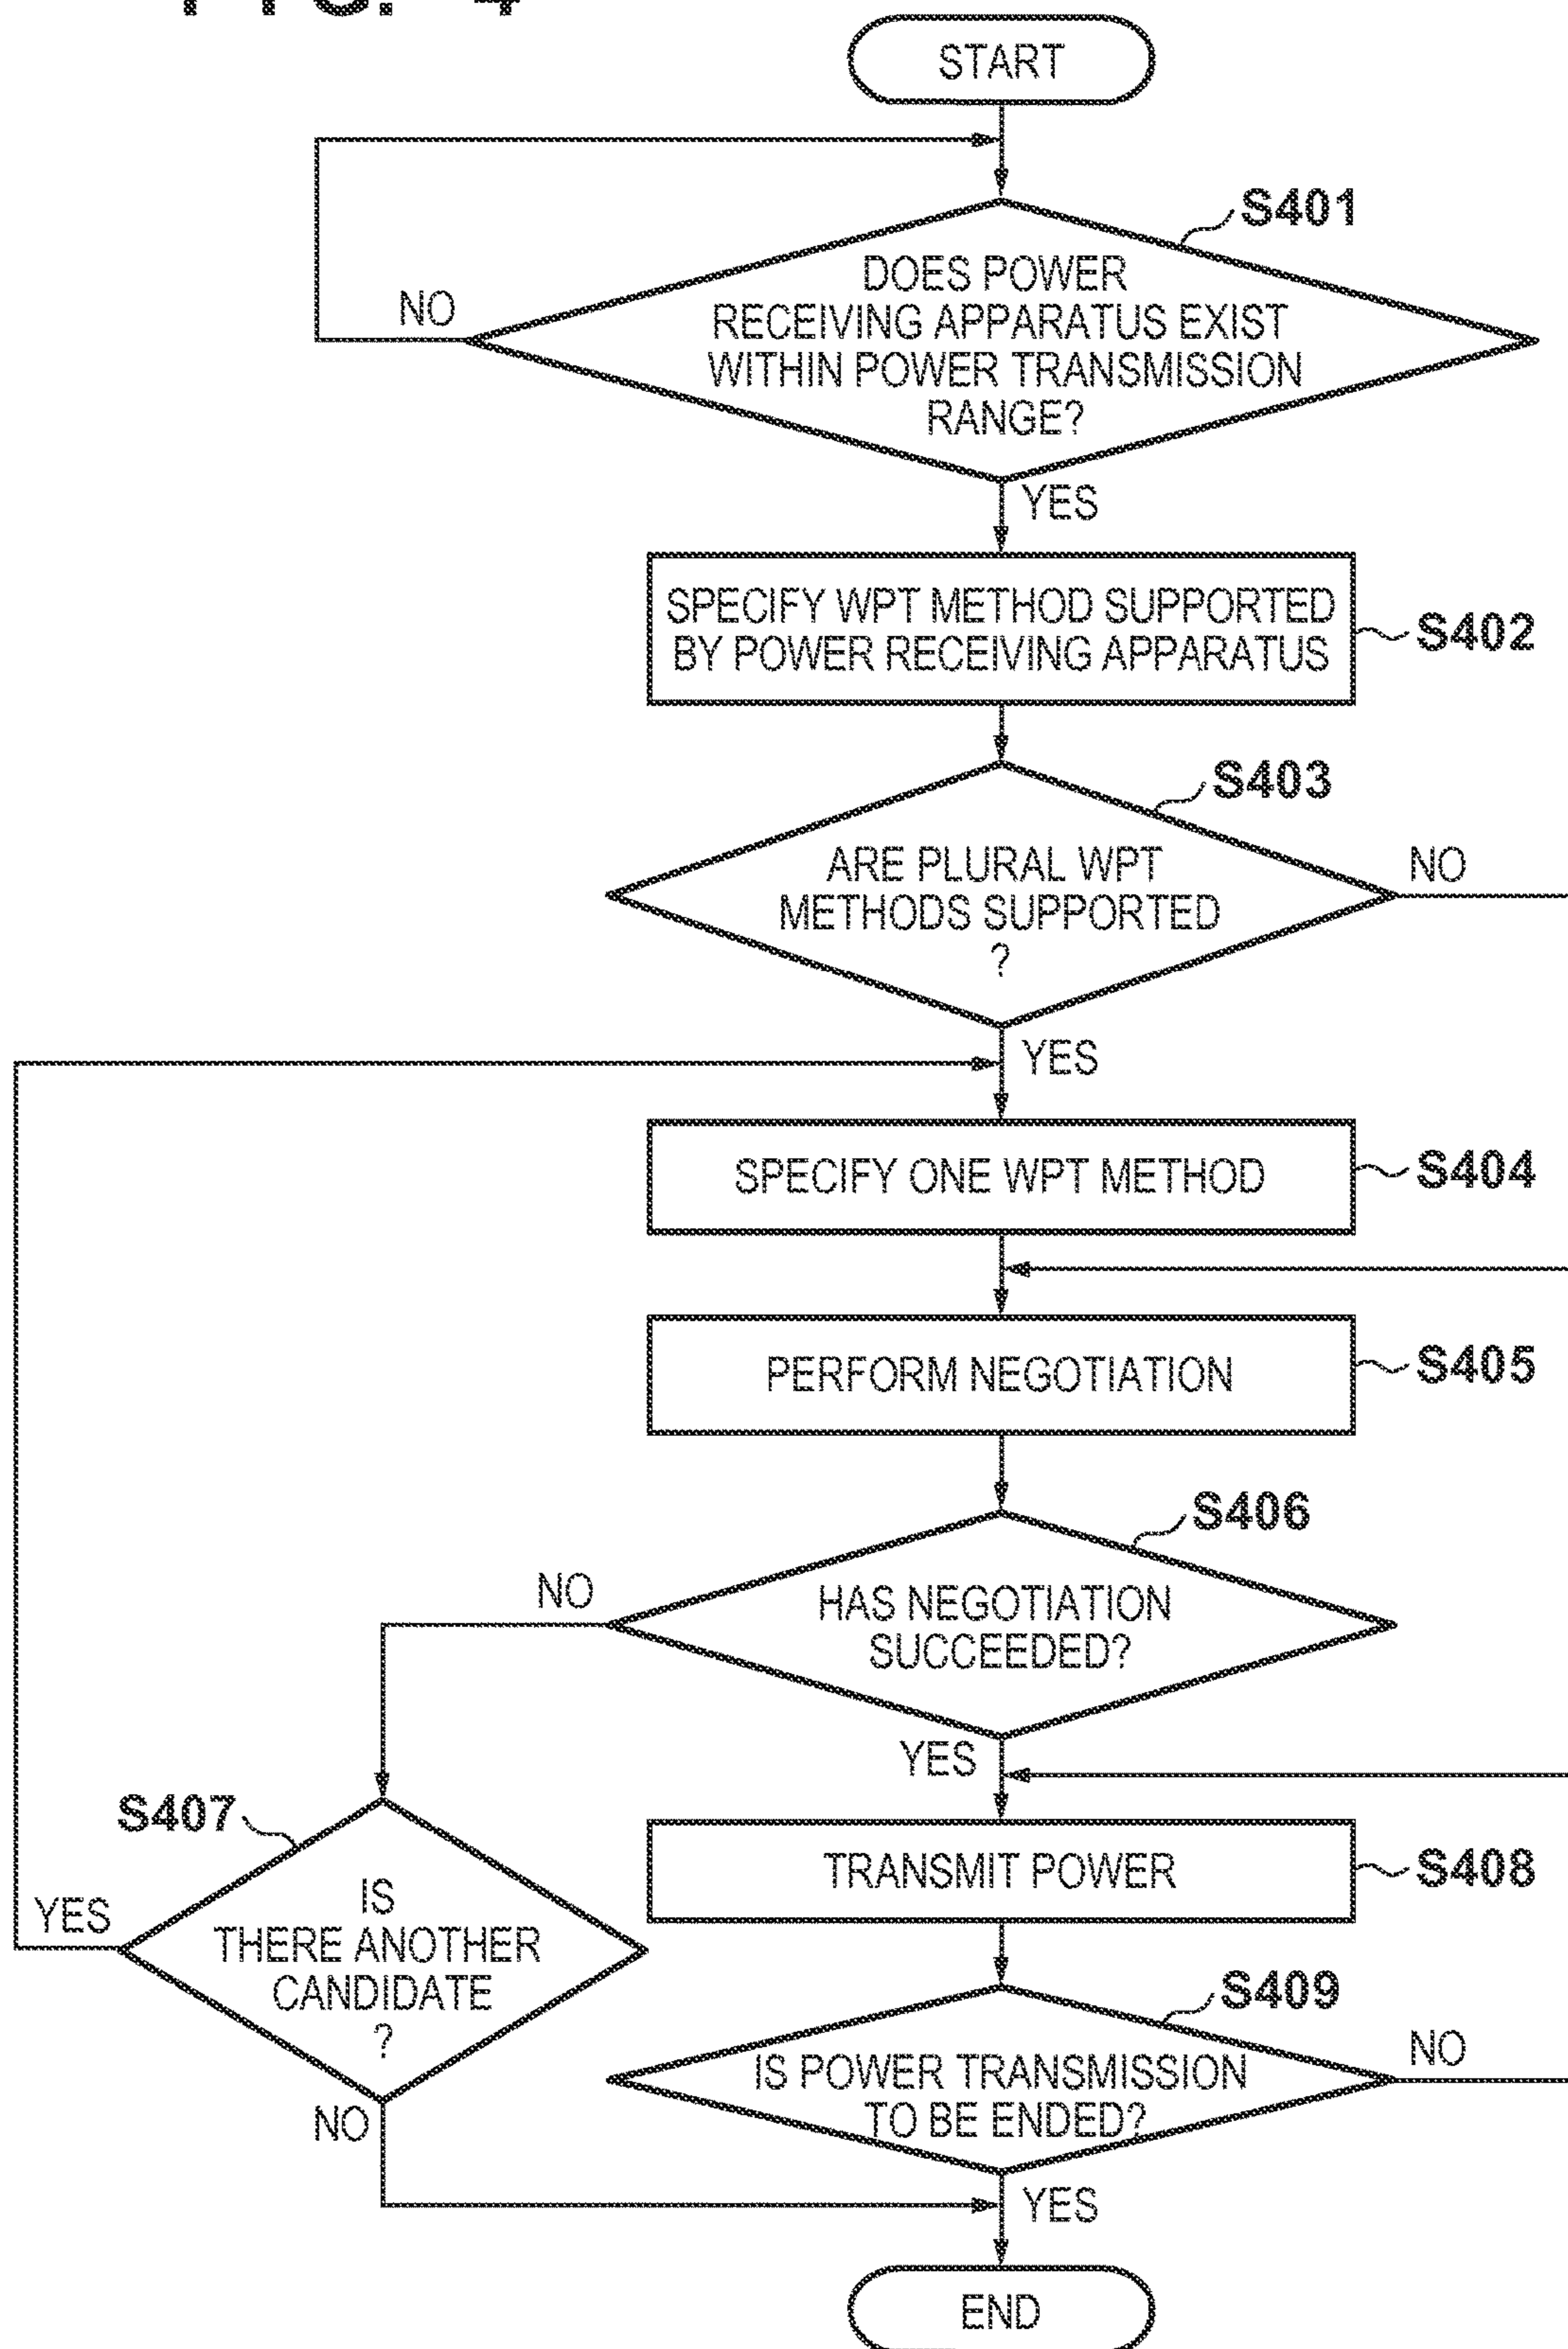 FIG. 4
START
S401
DOES POWER
RECEIVING APPARATUS EXIST
WITHIN POWER TRANSMISSION
RANGE?
NO
YES
SPECIFY WPT METHOD SUPPORTED
BY POWER RECEIVING APPARATUS
S402
S403
ARE PLURAL WPT
METHODS SUPPORTED
?
NO
YES
SPECIFY ONE WPT METHOD
S404
PERFORM NEGOTIATION
S405
S406
HAS NEGOTIATION
SUCCEEDED?
NO
YES
S407
IS
THERE ANOTHER
CANDIDATE
?
YES
NO
TRANSMIT POWER
S408
S409
IS POWER TRANSMISSION
TO BE ENDED?
NO
YES
END